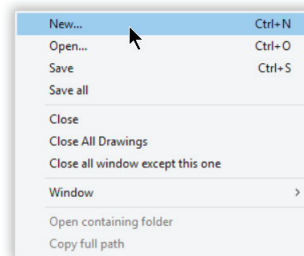 New... Ctrl+N
Open... Ctrl+O
Save Ctrl+S
Save all
Close
Close All Drawings
Close all window except this one
Window >
Open containing folder
Copy full path